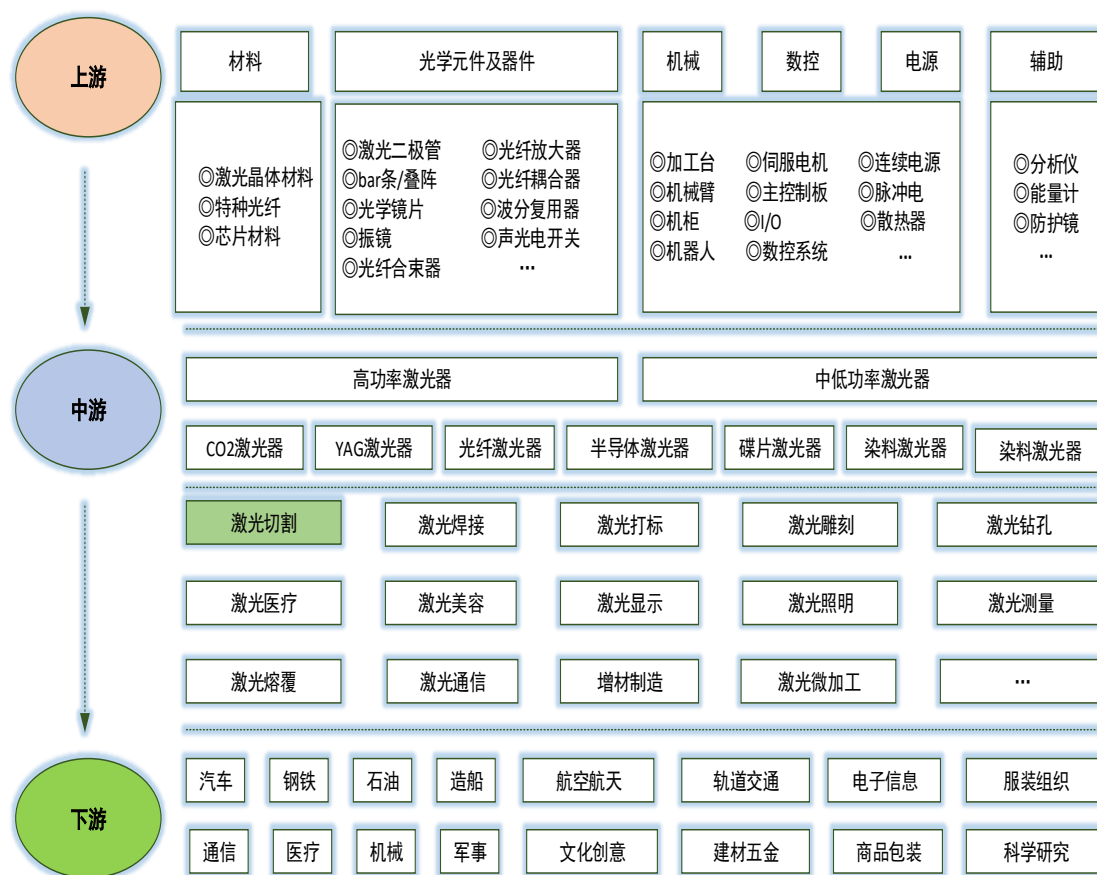 上游
材料
光学元件及器件
机械
数控
电源
辅助
◎激光晶体材料
◎特种光纤
◎芯片材料
◎激光二极管
◎bar条/叠阵
◎光学镜片
◎振镜
◎光纤合束器
◎光纤放大器
◎光纤耦合器
◎波分复用器
◎声光电开关
…
◎加工台
◎机械臂
◎机柜
◎机器人
◎伺服电机
◎主控制板
◎I/O
◎数控系统
◎连续电源
◎脉冲电
◎散热器
…
◎分析仪
◎能量计
◎防护镜
…
中游
高功率激光器
中低功率激光器
CO2激光器
YAG激光器
光纤激光器
半导体激光器
碟片激光器
染料激光器
染料激光器
激光切割
激光焊接
激光打标
激光雕刻
激光钻孔
激光医疗
激光美容
激光显示
激光照明
激光测量
激光熔覆
激光通信
增材制造
激光微加工
…
下游
汽车
钢铁
石油
造船
航空航天
轨道交通
电子信息
服装组织
通信
医疗
机械
军事
文化创意
建材五金
商品包装
科学研究